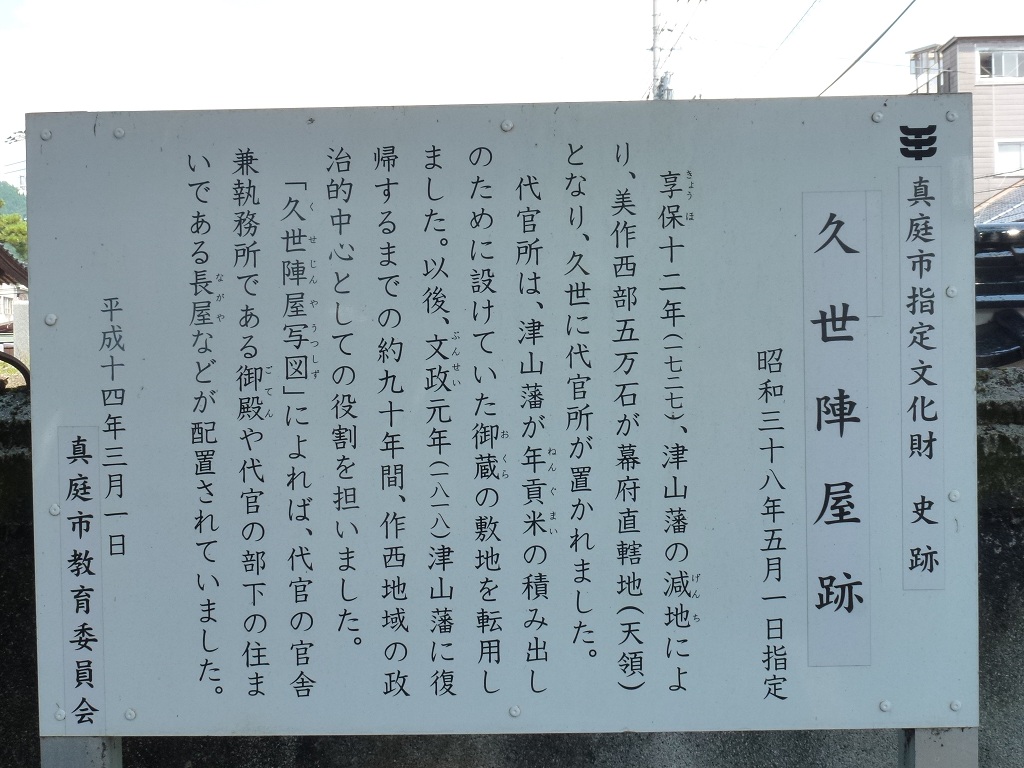 真庭市指定文化財　史跡
久世陣屋跡
昭和三十八年五月一日指定
享保十二年(一七二七)、津山藩の減地によ
り、美作西部五万石が幕府直轄地(天領)
となり、久世に代官所が置かれました。
代官所は、津山藩が年貢米の積み出し
のために設けていた御蔵の敷地を転用し
ました。以後、文政元年(一八一八)津山藩に復
帰するまでの約九十年間、作西地域の政
治的中心としての役割を担いました。
「久世陣屋写図」によれば、代官の官舎
兼執務所である御殿や代官の部下の住ま
いである長屋などが配置されていました。
平成十四年三月一日
真庭市教育委員会